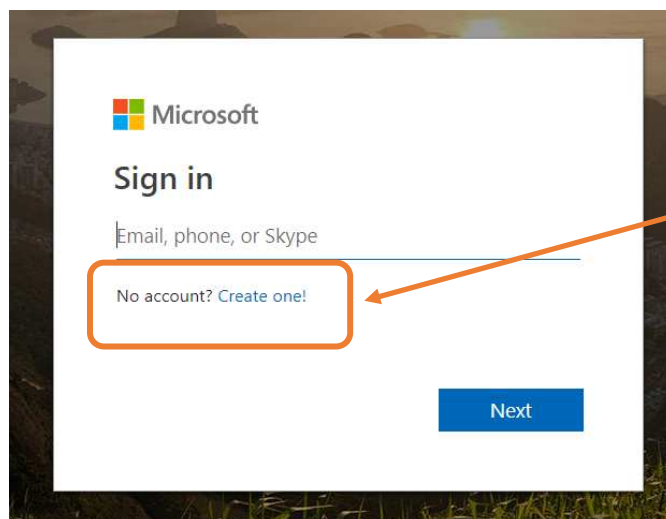 Microsoft
Sign in
Email, phone, or Skype
No account? Create one!
Next